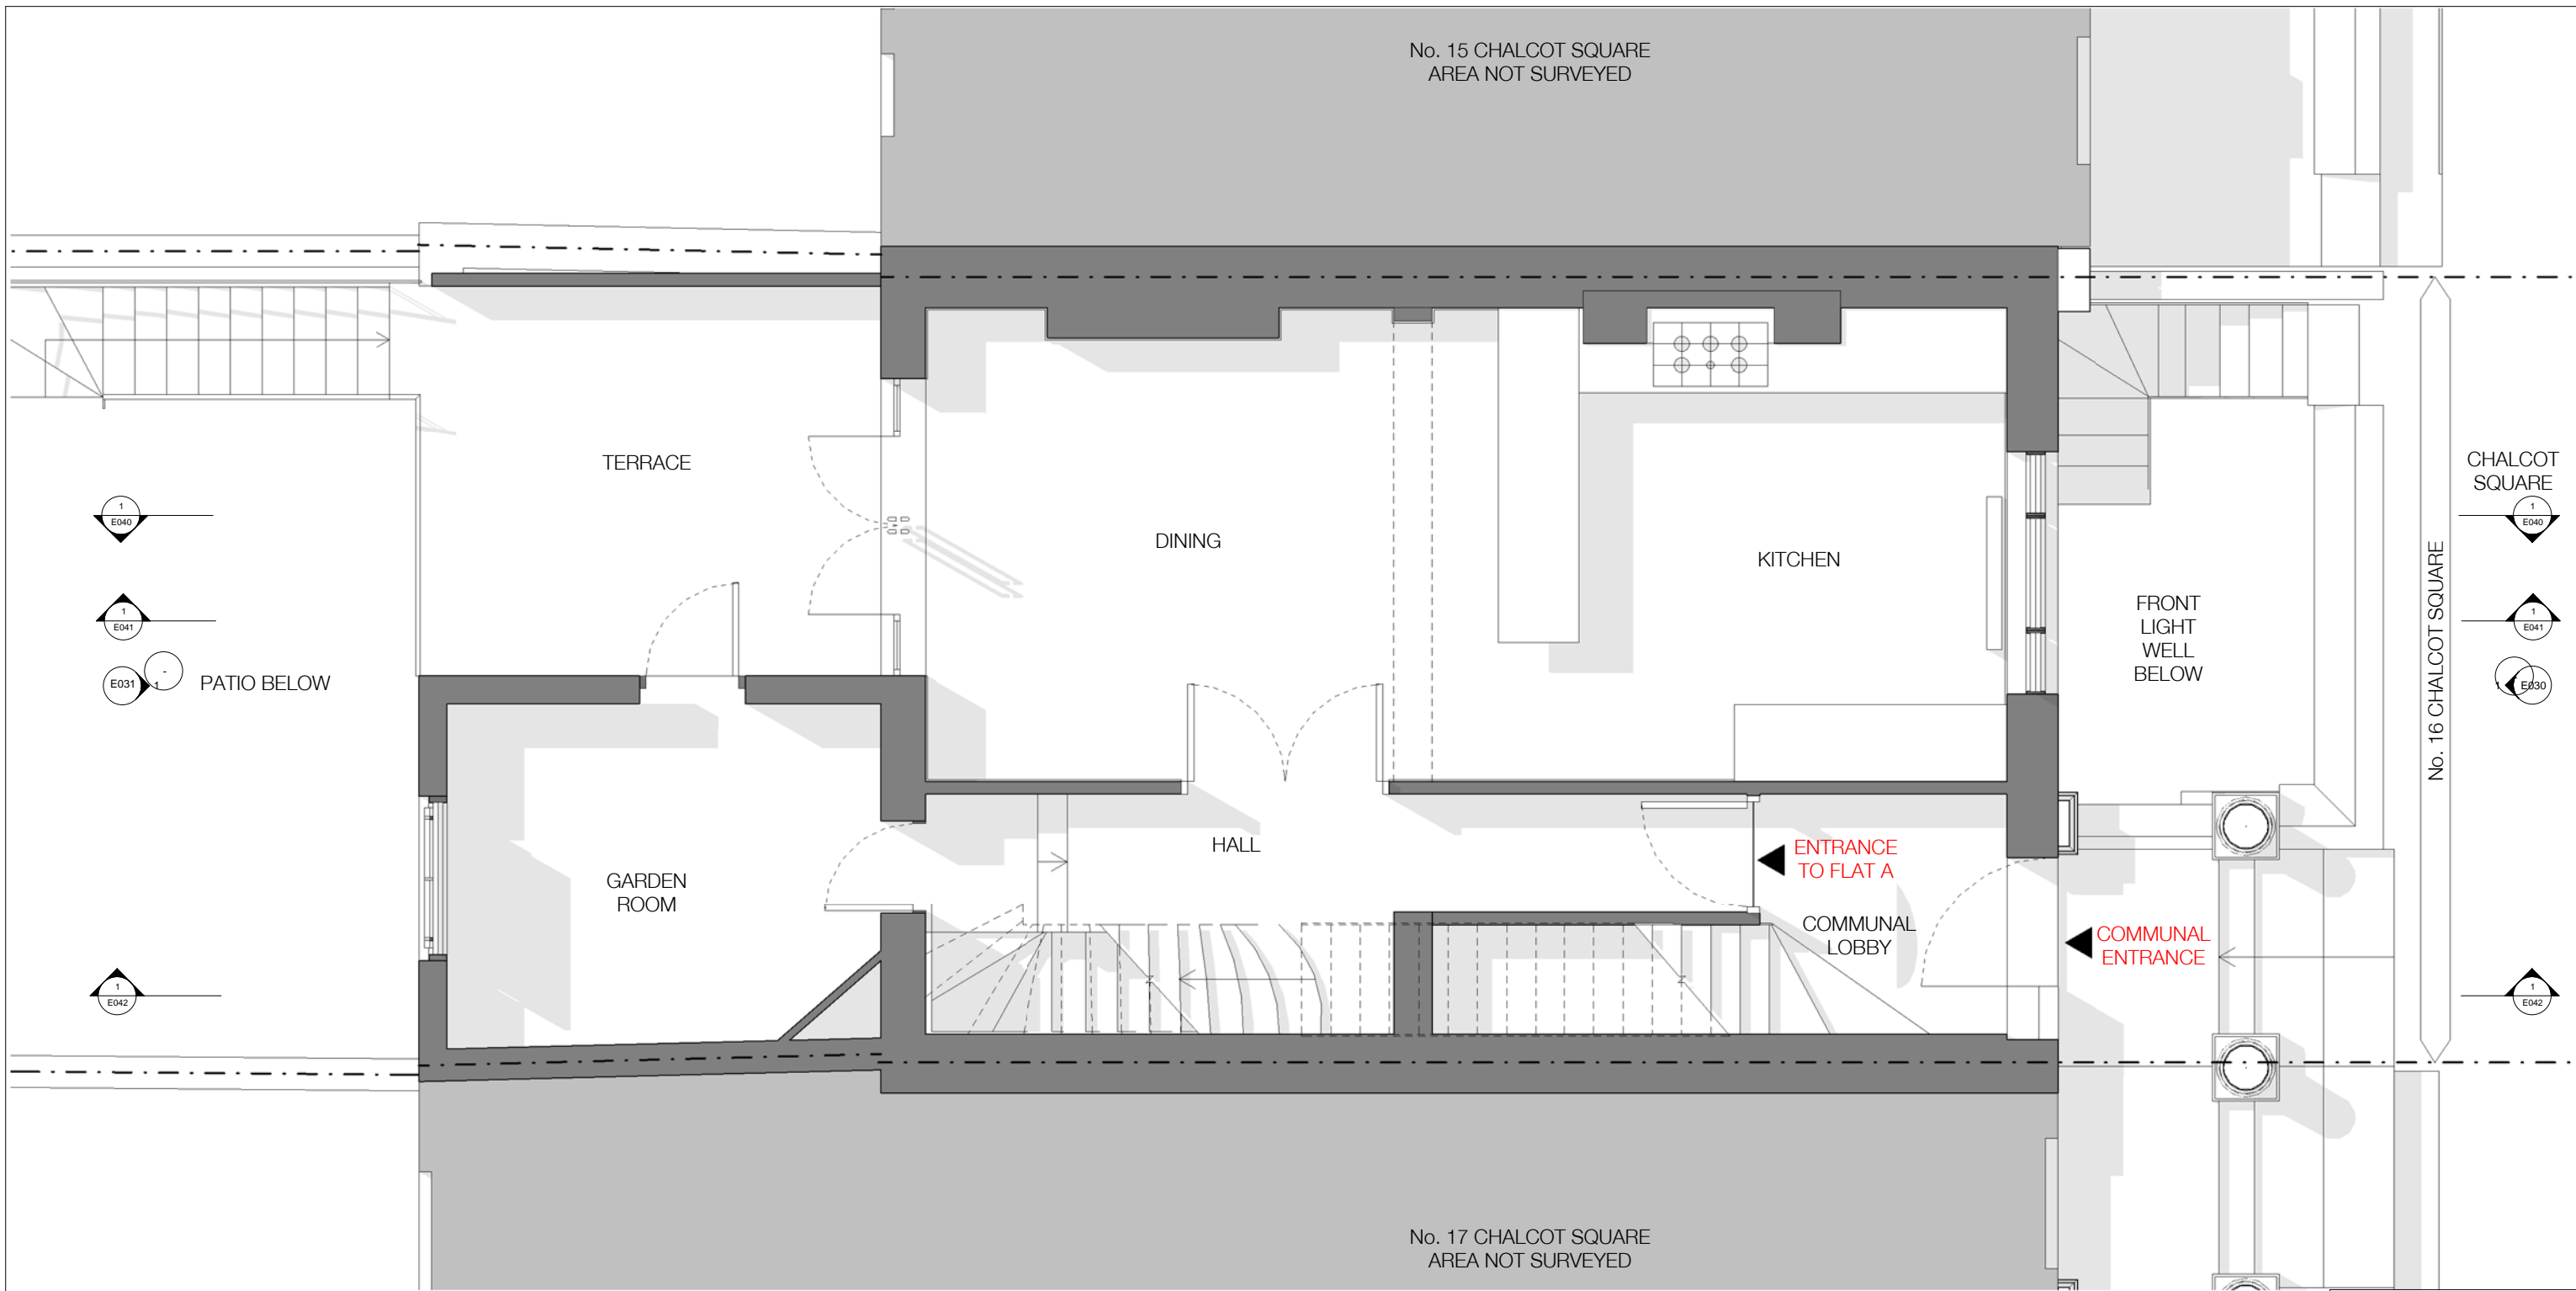 No. 15 CHALCOT SQUARE
AREA NOT SURVEYED
TERRACE
DINING
KITCHEN
CHALCOT
SQUARE
1
E040
1
E040
1
E041
1
E041
FRONT
LIGHT
WELL
BELOW
No. 16 CHALCOT SQUARE
E031
1
-
PATIO BELOW
1
E030
HALL
GARDEN
ROOM
ENTRANCE
TO FLAT A
COMMUNAL
LOBBY
COMMUNAL
ENTRANCE
1
E042
1
E042
No. 17 CHALCOT SQUARE
AREA NOT SURVEYED